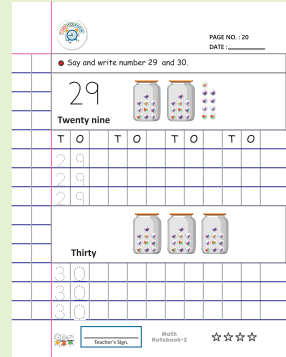 PAGE NO. : 20
DATE :
Say and write number 29 and 30.
29
Twenty nine
T O T O T O T O
2 9
2 9
2 9
Thirty
3 0
3 0
3 0
Teacher's Sign.
Math
Notebook-2